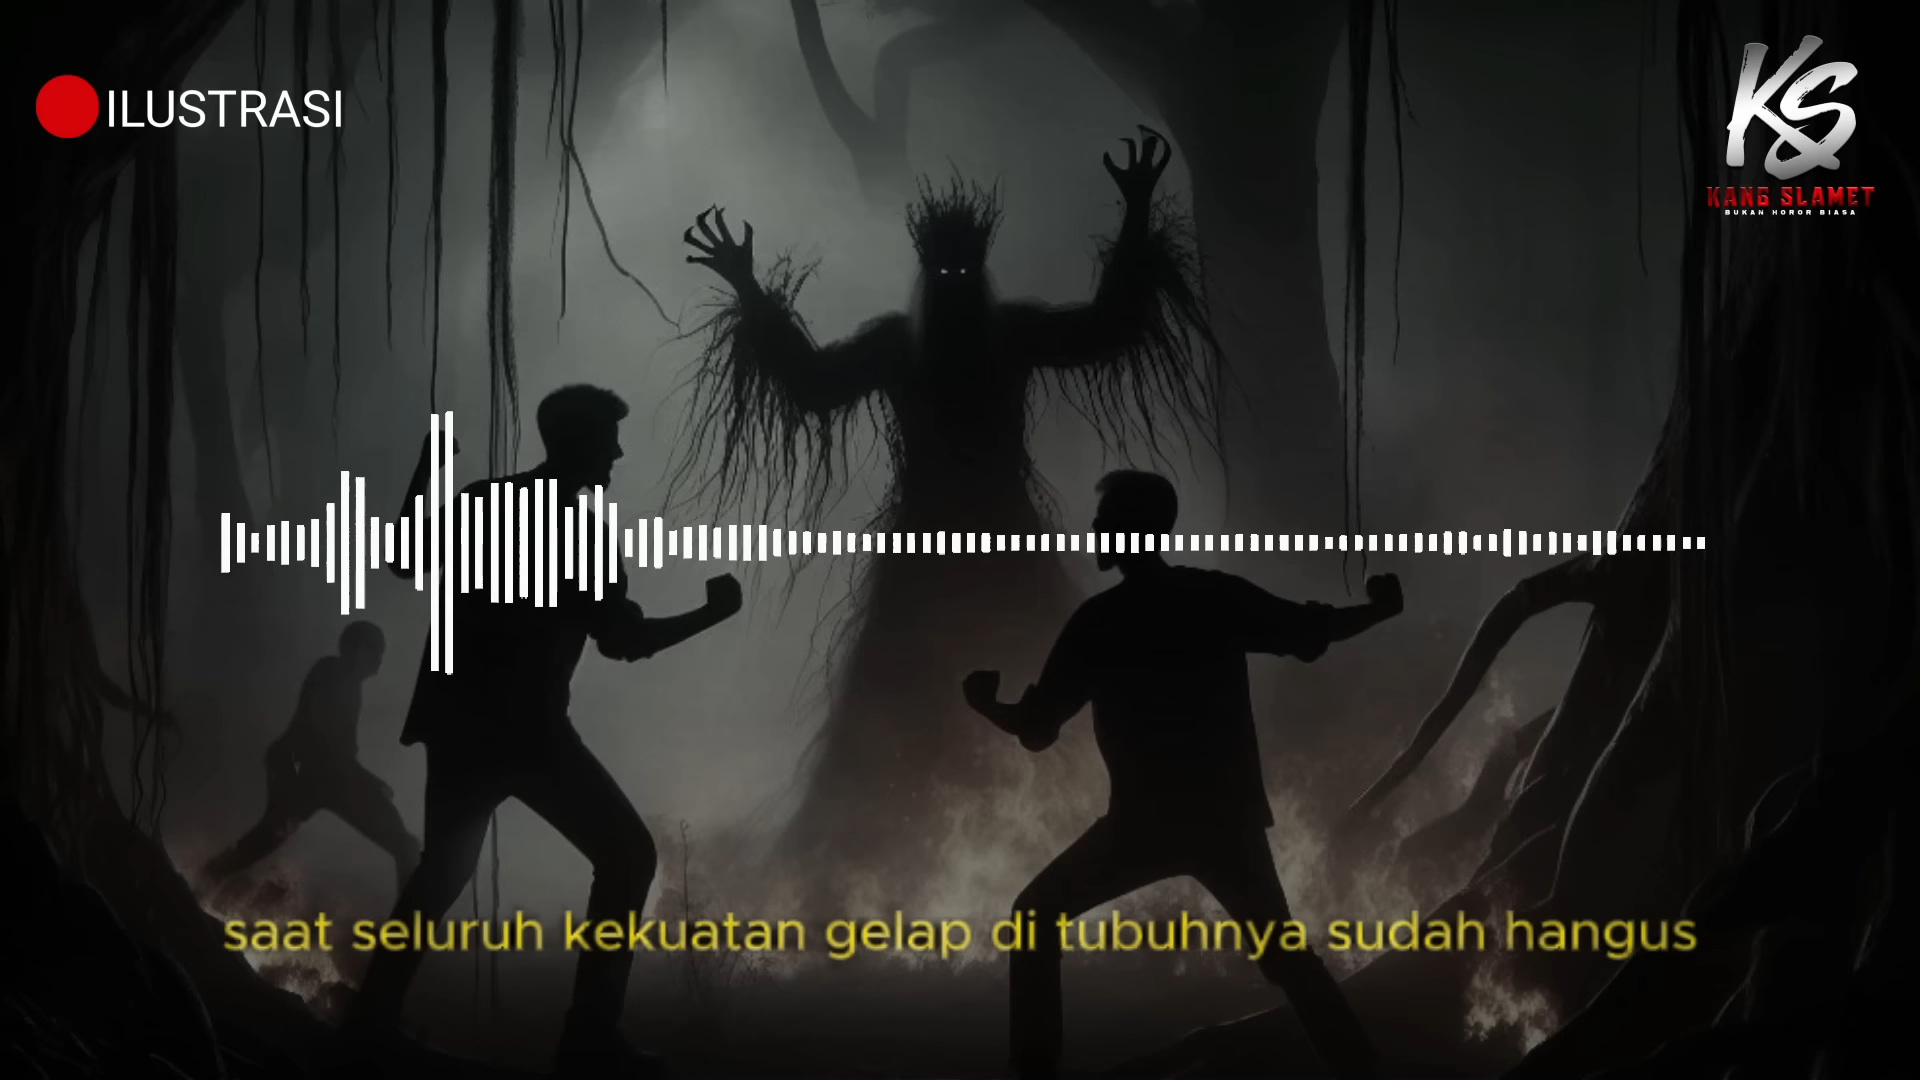 ILUSTRASI
KS
KANG SLAMET
BUKAN HOROR BIASA
saat seluruh kekuatan gelap di tubuhnya sudah hangus